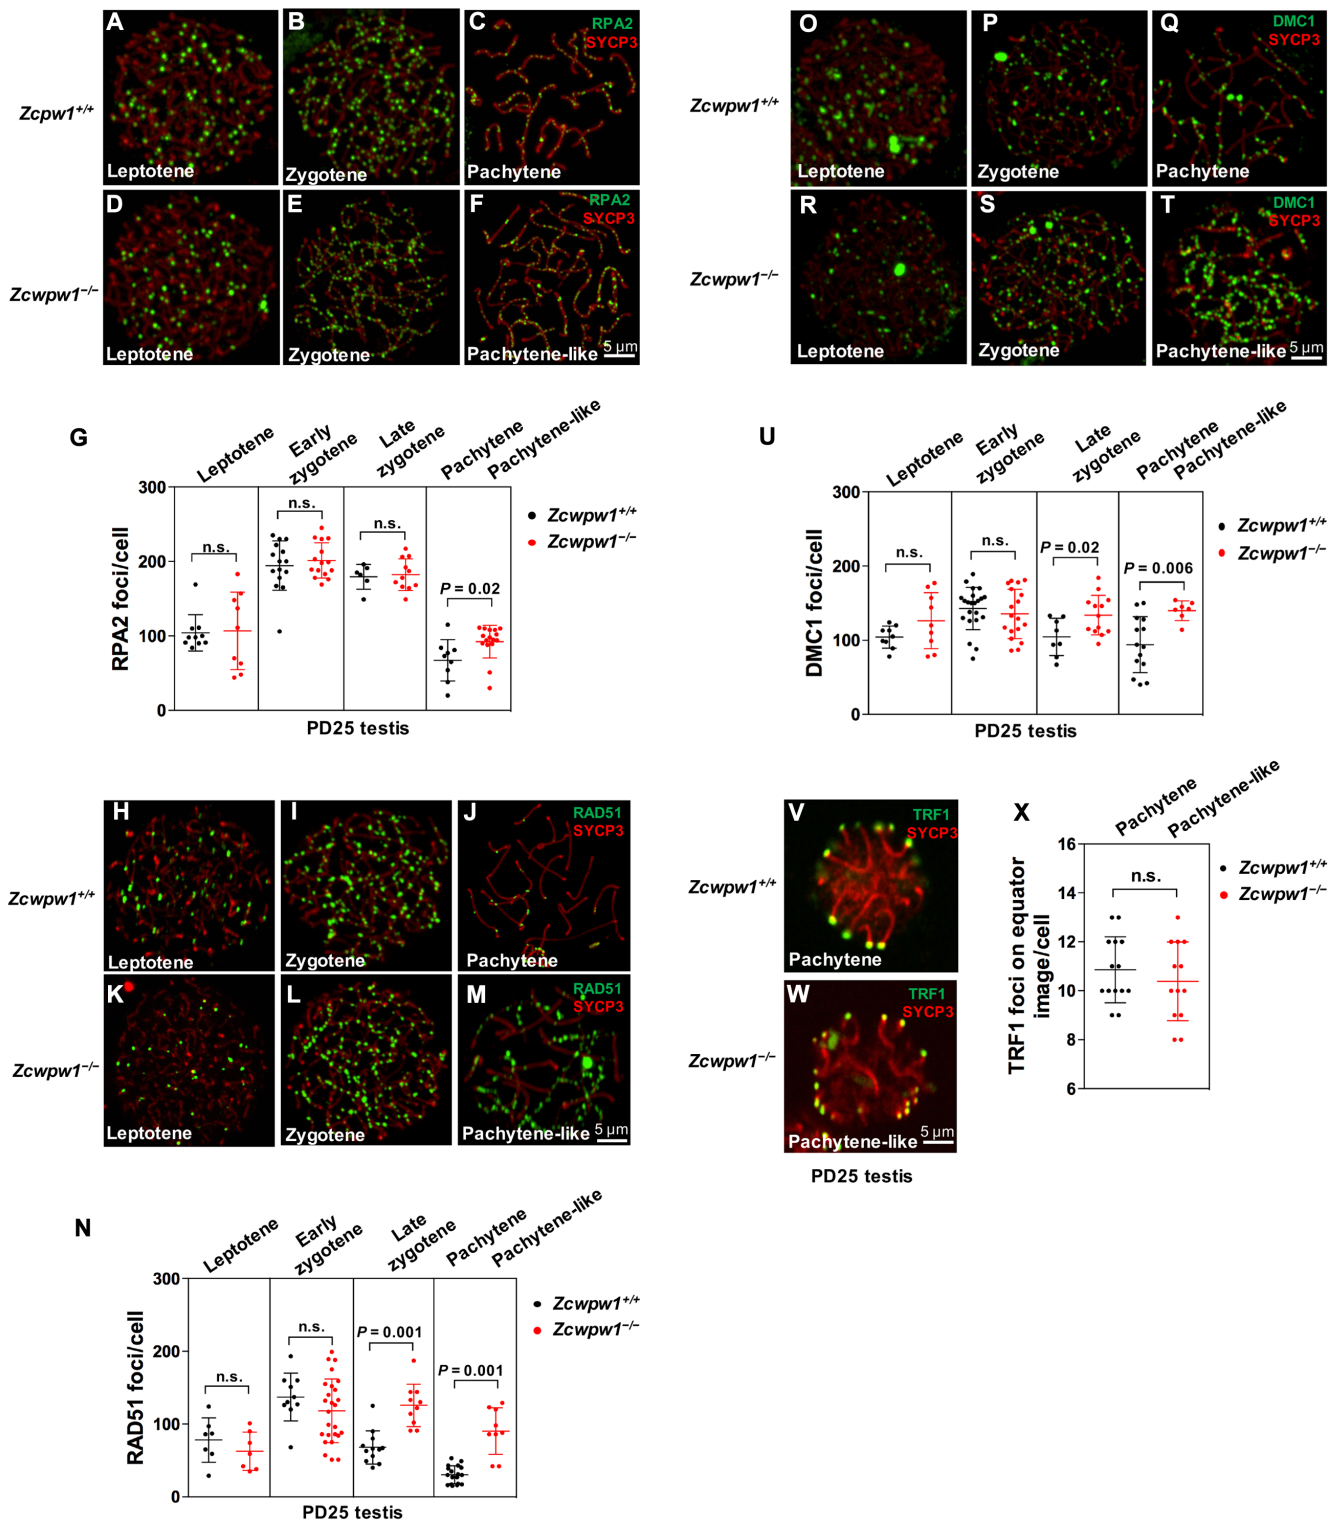 A
B
C
RPA2
SYCP3
Zcpw1+/+
Leptotene
Zygotene
Pachytene
D
E
F
RPA2
SYCP3
Zcwpw1−/−
Leptotene
Zygotene
Pachytene-like
5 µm
G
Leptotene
Early zygotene
Late zygotene
Pachytene
Pachytene-like
300
200
100
0
RPA2 foci/cell
n.s.
n.s.
n.s.
P = 0.02
Zcwpw1+/+
Zcwpw1−/−
PD25 testis
H
I
J
RAD51
SYCP3
Zcwpw1+/+
Leptotene
Zygotene
Pachytene
K
L
M
RAD51
SYCP3
Zcwpw1−/−
Leptotene
Zygotene
Pachytene-like
5 µm
N
Leptotene
Early zygotene
Late zygotene
Pachytene
Pachytene-like
300
200
100
0
RAD51 foci/cell
n.s.
n.s.
P = 0.001
P = 0.001
Zcwpw1+/+
Zcwpw1−/−
PD25 testis
O
P
Q
DMC1
SYCP3
Zcwpw1+/+
Leptotene
Zygotene
Pachytene
R
S
T
DMC1
SYCP3
Zcwpw1−/−
Leptotene
Zygotene
Pachytene-like
5 µm
U
Leptotene
Early zygotene
Late zygotene
Pachytene
Pachytene-like
300
200
100
0
DMC1 foci/cell
n.s.
n.s.
P = 0.02
P = 0.006
Zcwpw1+/+
Zcwpw1−/−
PD25 testis
V
TRF1
SYCP3
Zcwpw1+/+
Pachytene
W
TRF1
SYCP3
Zcwpw1−/−
Pachytene-like
5 µm
PD25 testis
X
Pachytene
Pachytene-like
16
14
12
10
8
6
TRF1 foci on equator
image/cell
n.s.
Zcwpw1+/+
Zcwpw1−/−